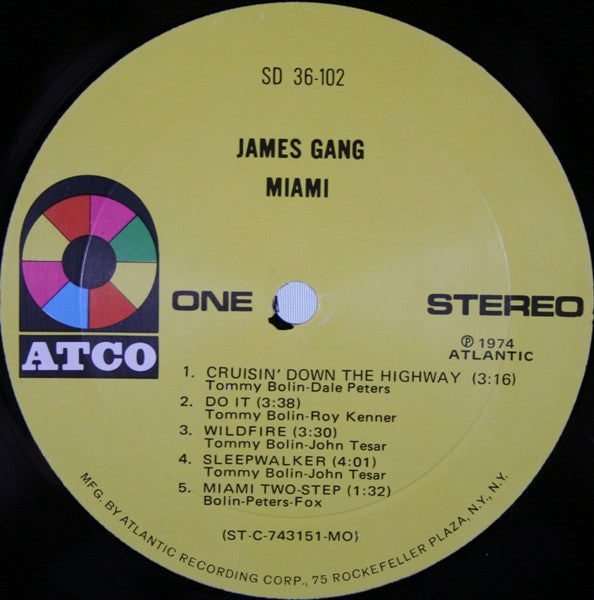 SD 36-102
JAMES GANG
MIAMI
ATCO
ONE
STEREO
℗ 1974
ATLANTIC
1. CRUISIN' DOWN THE HIGHWAY (3:16)
Tommy Bolin-Dale Peters
2. DO IT (3:38)
Tommy Bolin-Roy Kenner
3. WILDFIRE (3:30)
Tommy Bolin-John Tesar
4. SLEEPWALKER (4:01)
Tommy Bolin-John Tesar
5. MIAMI TWO-STEP (1:32)
Bolin-Peters-Fox
(ST-C-743151-MO)
MFG. BY ATLANTIC RECORDING CORP., 75 ROCKEFELLER PLAZA, N.Y., N.Y.